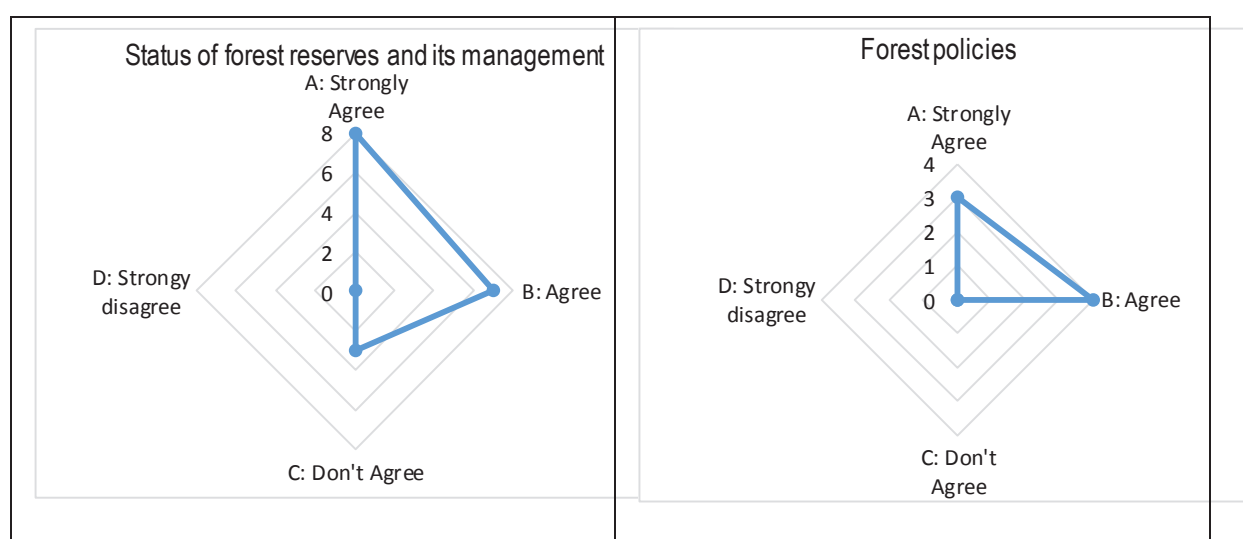 Status of forest reserves and its management
A: Strongly
Agree
8
6
4
2
0
B: Agree
D: Strongy
disagree
C: Don't Agree
Forest policies
A: Strongly
Agree
4
3
2
1
0
B: Agree
D: Strongy
disagree
C: Don't
Agree